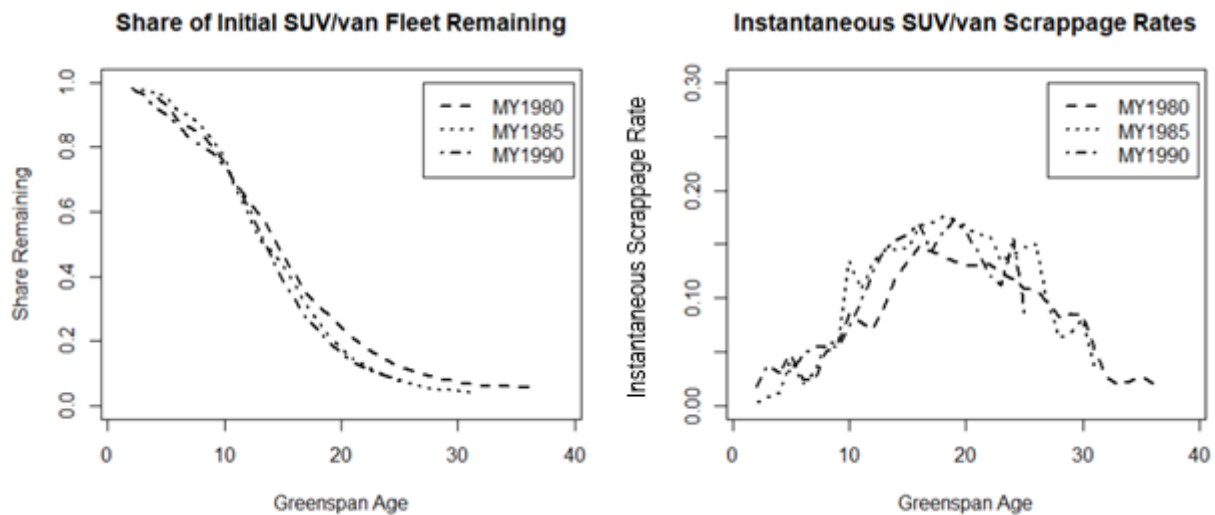 Share of Initial SUV/van Fleet Remaining
Share Remaining
1.0
0.8
0.6
0.4
0.2
0.0
MY1980
MY1985
MY1990
0 10 20 30 40
Greenspan Age
Instantaneous SUV/van Scrappage Rates
Instantaneous Scrappage Rate
0.30
0.20
0.10
0.00
MY1980
MY1985
MY1990
0 10 20 30 40
Greenspan Age